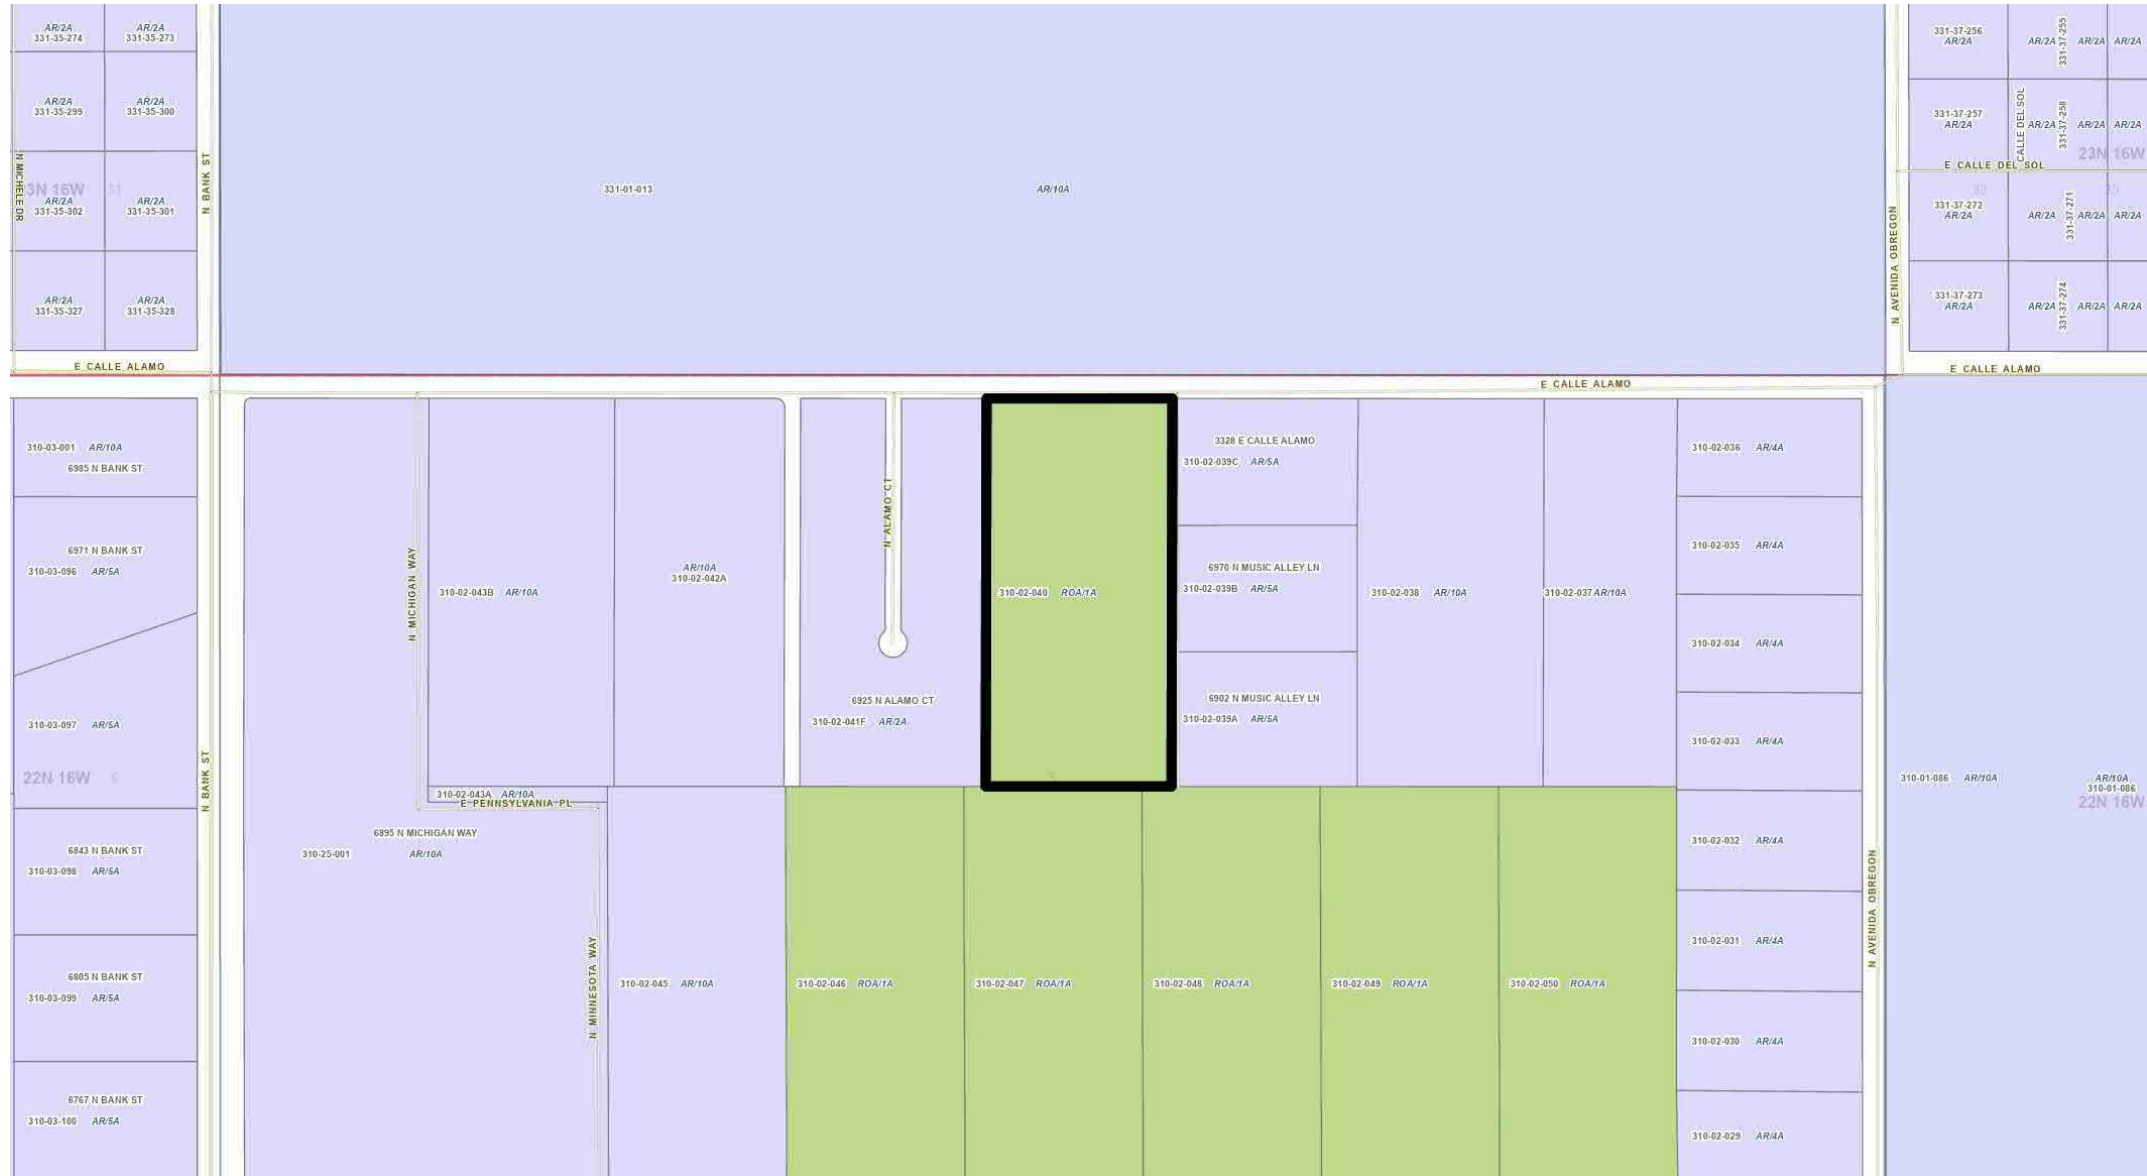 AR/2A
331-35-274
AR/2A
331-35-273
AR/2A
331-35-299
AR/2A
331-35-300
N MICHELE DR
3N 16W 31
AR/2A
331-35-302
AR/2A
331-35-301
N BANK ST
AR/2A
331-35-327
AR/2A
331-35-328
E CALLE ALAMO
331-01-013
AR/10A
331-37-256
AR/2A
AR/2A
331-37-255
AR/2A
AR/2A
331-37-257
AR/2A
CALLE DEL SOL
AR/2A
331-37-258
AR/2A
AR/2A
23N 16W
E CALLE DEL SOL
33
33
331-37-272
AR/2A
AR/2A
331-37-271
AR/2A
AR/2A
N AVENIDA OBREGON
331-37-273
AR/2A
AR/2A
331-37-274
AR/2A
AR/2A
E CALLE ALAMO
E CALLE ALAMO
310-03-001 AR/10A
6985 N BANK ST
6971 N BANK ST
310-03-096 AR/5A
310-03-097 AR/5A
22N 16W 6
N BANK ST
6843 N BANK ST
310-03-098 AR/5A
6805 N BANK ST
310-03-099 AR/5A
6767 N BANK ST
310-03-100 AR/5A
N MICHIGAN WAY
310-02-043B AR/10A
AR/10A
310-02-042A
N ALAMO CT
6925 N ALAMO CT
310-02-041F AR/2A
310-02-040 ROA/1A
3328 E CALLE ALAMO
310-02-039C AR/5A
6970 N MUSIC ALLEY LN
310-02-039B AR/5A
6902 N MUSIC ALLEY LN
310-02-039A AR/5A
310-02-038 AR/10A
310-02-037 AR/10A
310-02-036 AR/4A
310-02-035 AR/4A
310-02-034 AR/4A
310-02-033 AR/4A
310-02-032 AR/4A
310-02-031 AR/4A
310-02-030 AR/4A
310-02-029 AR/4A
310-02-043A AR/10A
E PENNSYLVANIA PL
6895 N MICHIGAN WAY
310-25-001 AR/10A
N MINNESOTA WAY
310-02-045 AR/10A
310-02-046 ROA/1A
310-02-047 ROA/1A
310-02-048 ROA/1A
310-02-049 ROA/1A
310-02-050 ROA/1A
N AVENIDA OBREGON
310-01-086 AR/10A
AR/10A
310-01-086
22N 16W